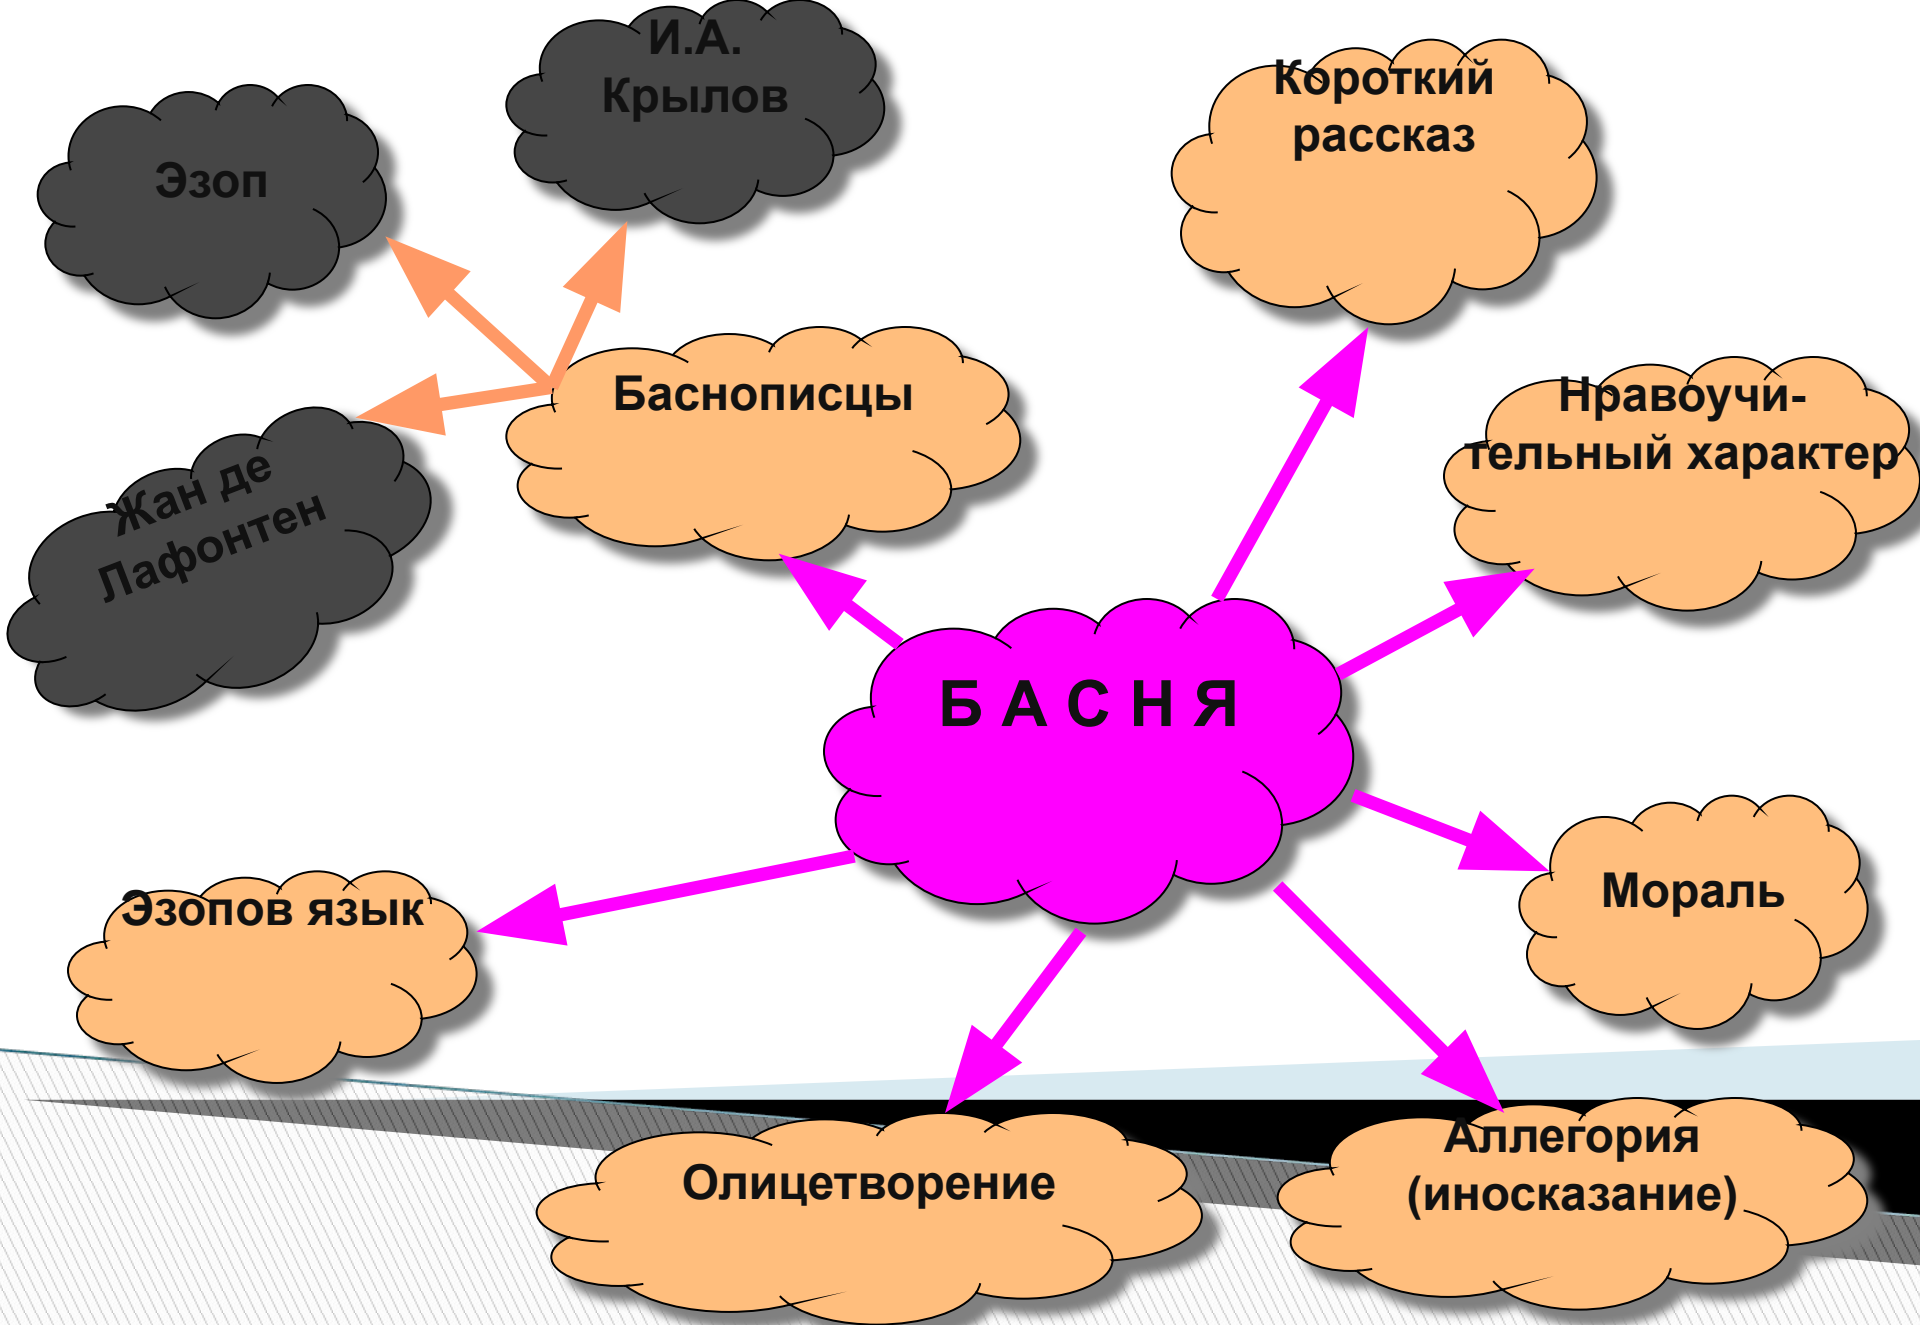 И.А.
Крылов
Эзоп
Короткий
рассказ
Баснописцы
Нравоучи-
тельный характер
Жан де
Лафонтен
Б А С Н Я
Мораль
Эзопов язык
Олицетворение
Аллегория
(иносказание)